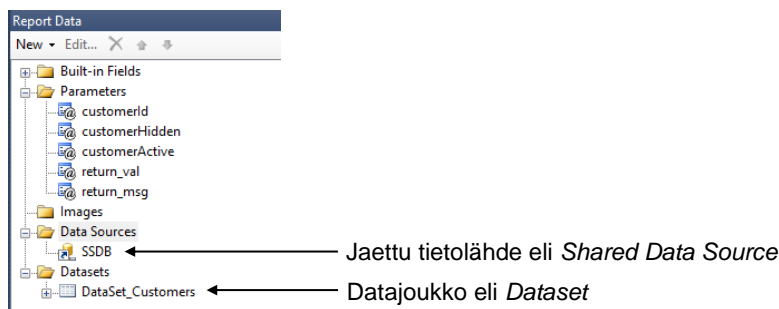 Report Data
New Edit...
Built-in Fields
Parameters
customerId
customerHidden
customerActive
return_val
return_msg
Images
Data Sources
SSDB
Jaettu tietolähde eli Shared Data Source
Datasets
DataSet_Customers
Datajoukko eli Dataset